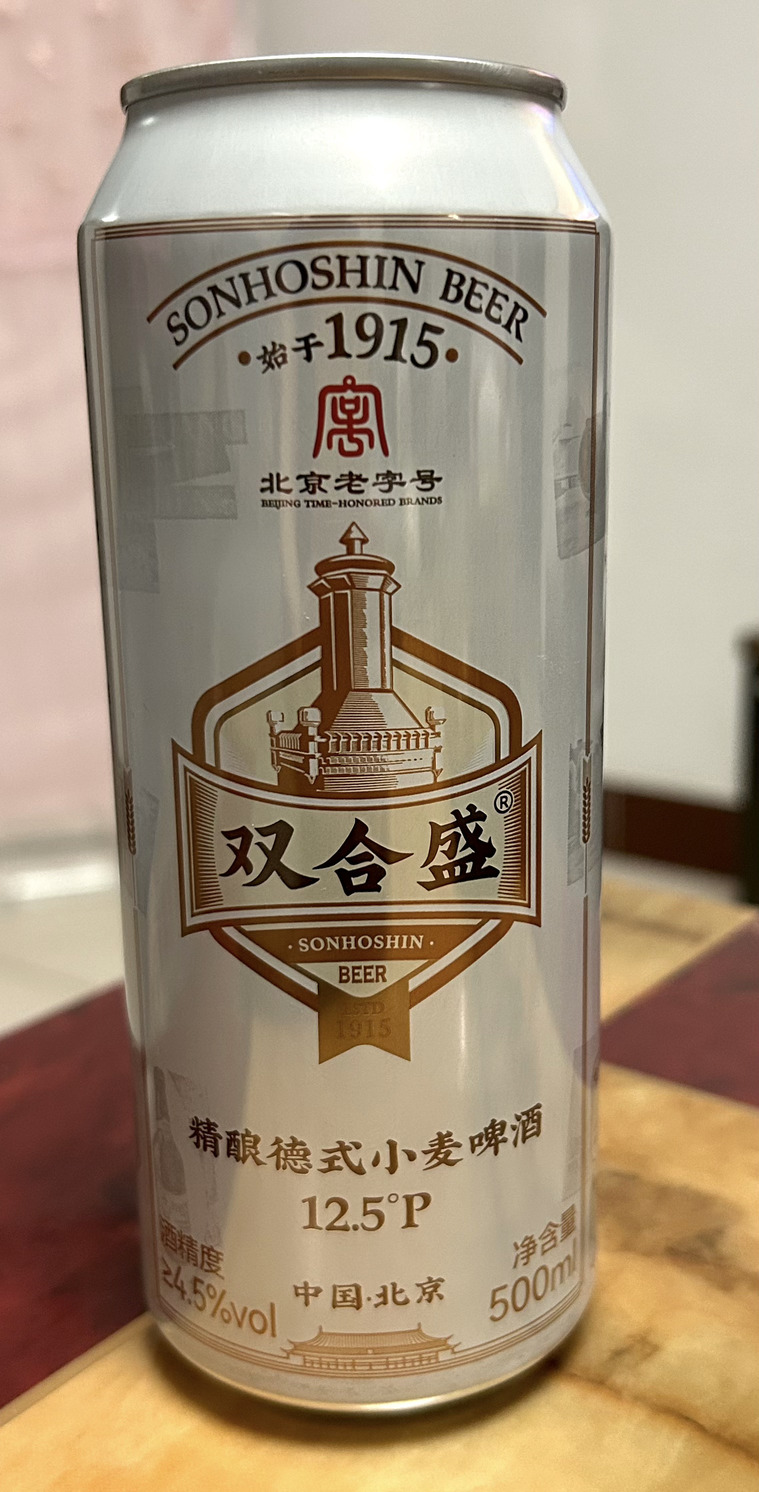 SONHOSHIN BEER
·始于1915·
北京老字号
BEIJING TIME-HONORED BRANDS
双合盛®
·SONHOSHIN·
BEER
ESTD
1915
精酿德式小麦啤酒
12.5°P
酒精度
≥4.5%vol
中国·北京
净含量
500ml